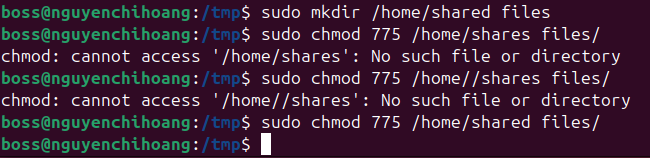 boss@nguyenchihoang:/tmp$ sudo mkdir /home/shared files
boss@nguyenchihoang:/tmp$ sudo chmod 775 /home/shares files/
chmod: cannot access '/home/shares': No such file or directory
boss@nguyenchihoang:/tmp$ sudo chmod 775 /home//shares files/
chmod: cannot access '/home//shares': No such file or directory
boss@nguyenchihoang:/tmp$ sudo chmod 775 /home/shared files/
boss@nguyenchihoang:/tmp$